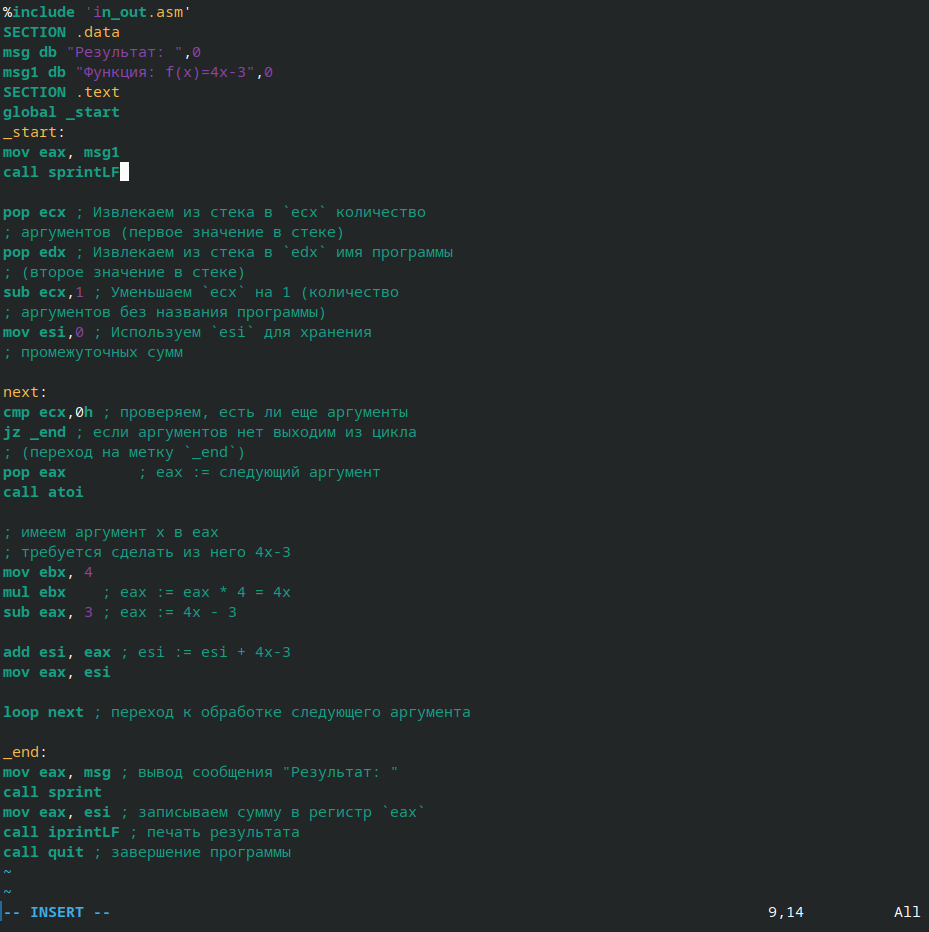 %include 'in_out.asm'
SECTION .data
msg db "Результат: ",0
msg1 db "Функция: f(x)=4x-3",0
SECTION .text
global _start
_start:
mov eax, msg1
call sprintLF
pop ecx ; Извлекаем из стека в `ecx` количество
; аргументов (первое значение в стеке)
pop edx ; Извлекаем из стека в `edx` имя программы
; (второе значение в стеке)
sub ecx,1 ; Уменьшаем `ecx` на 1 (количество
; аргументов без названия программы)
mov esi,0 ; Используем `esi` для хранения
; промежуточных сумм
next:
cmp ecx,0h ; проверяем, есть ли еще аргументы
jz _end ; если аргументов нет выходим из цикла
; (переход на метку `_end`)
pop eax        ; eax := следующий аргумент
call atoi
; имеем аргумент x в eax
; требуется сделать из него 4x-3
mov ebx, 4
mul ebx    ; eax := eax * 4 = 4x
sub eax, 3 ; eax := 4x - 3
add esi, eax ; esi := esi + 4x-3
mov eax, esi
loop next ; переход к обработке следующего аргумента
_end:
mov eax, msg ; вывод сообщения "Результат: "
call sprint
mov eax, esi ; записываем сумму в регистр `eax`
call iprintLF ; печать результата
call quit ; завершение программы
~
~
-- INSERT -- 9,14 All